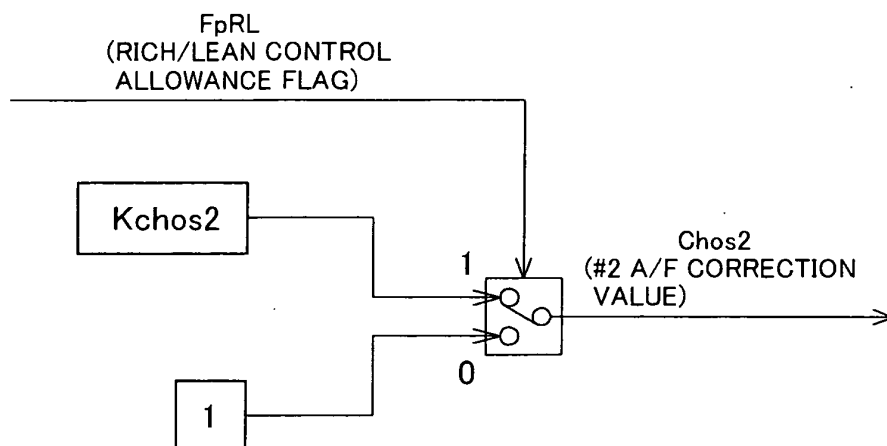 FpRL
(RICH/LEAN CONTROL
ALLOWANCE FLAG)
Kchos2
1
Chos2
(#2 A/F CORRECTION
VALUE)
0
1